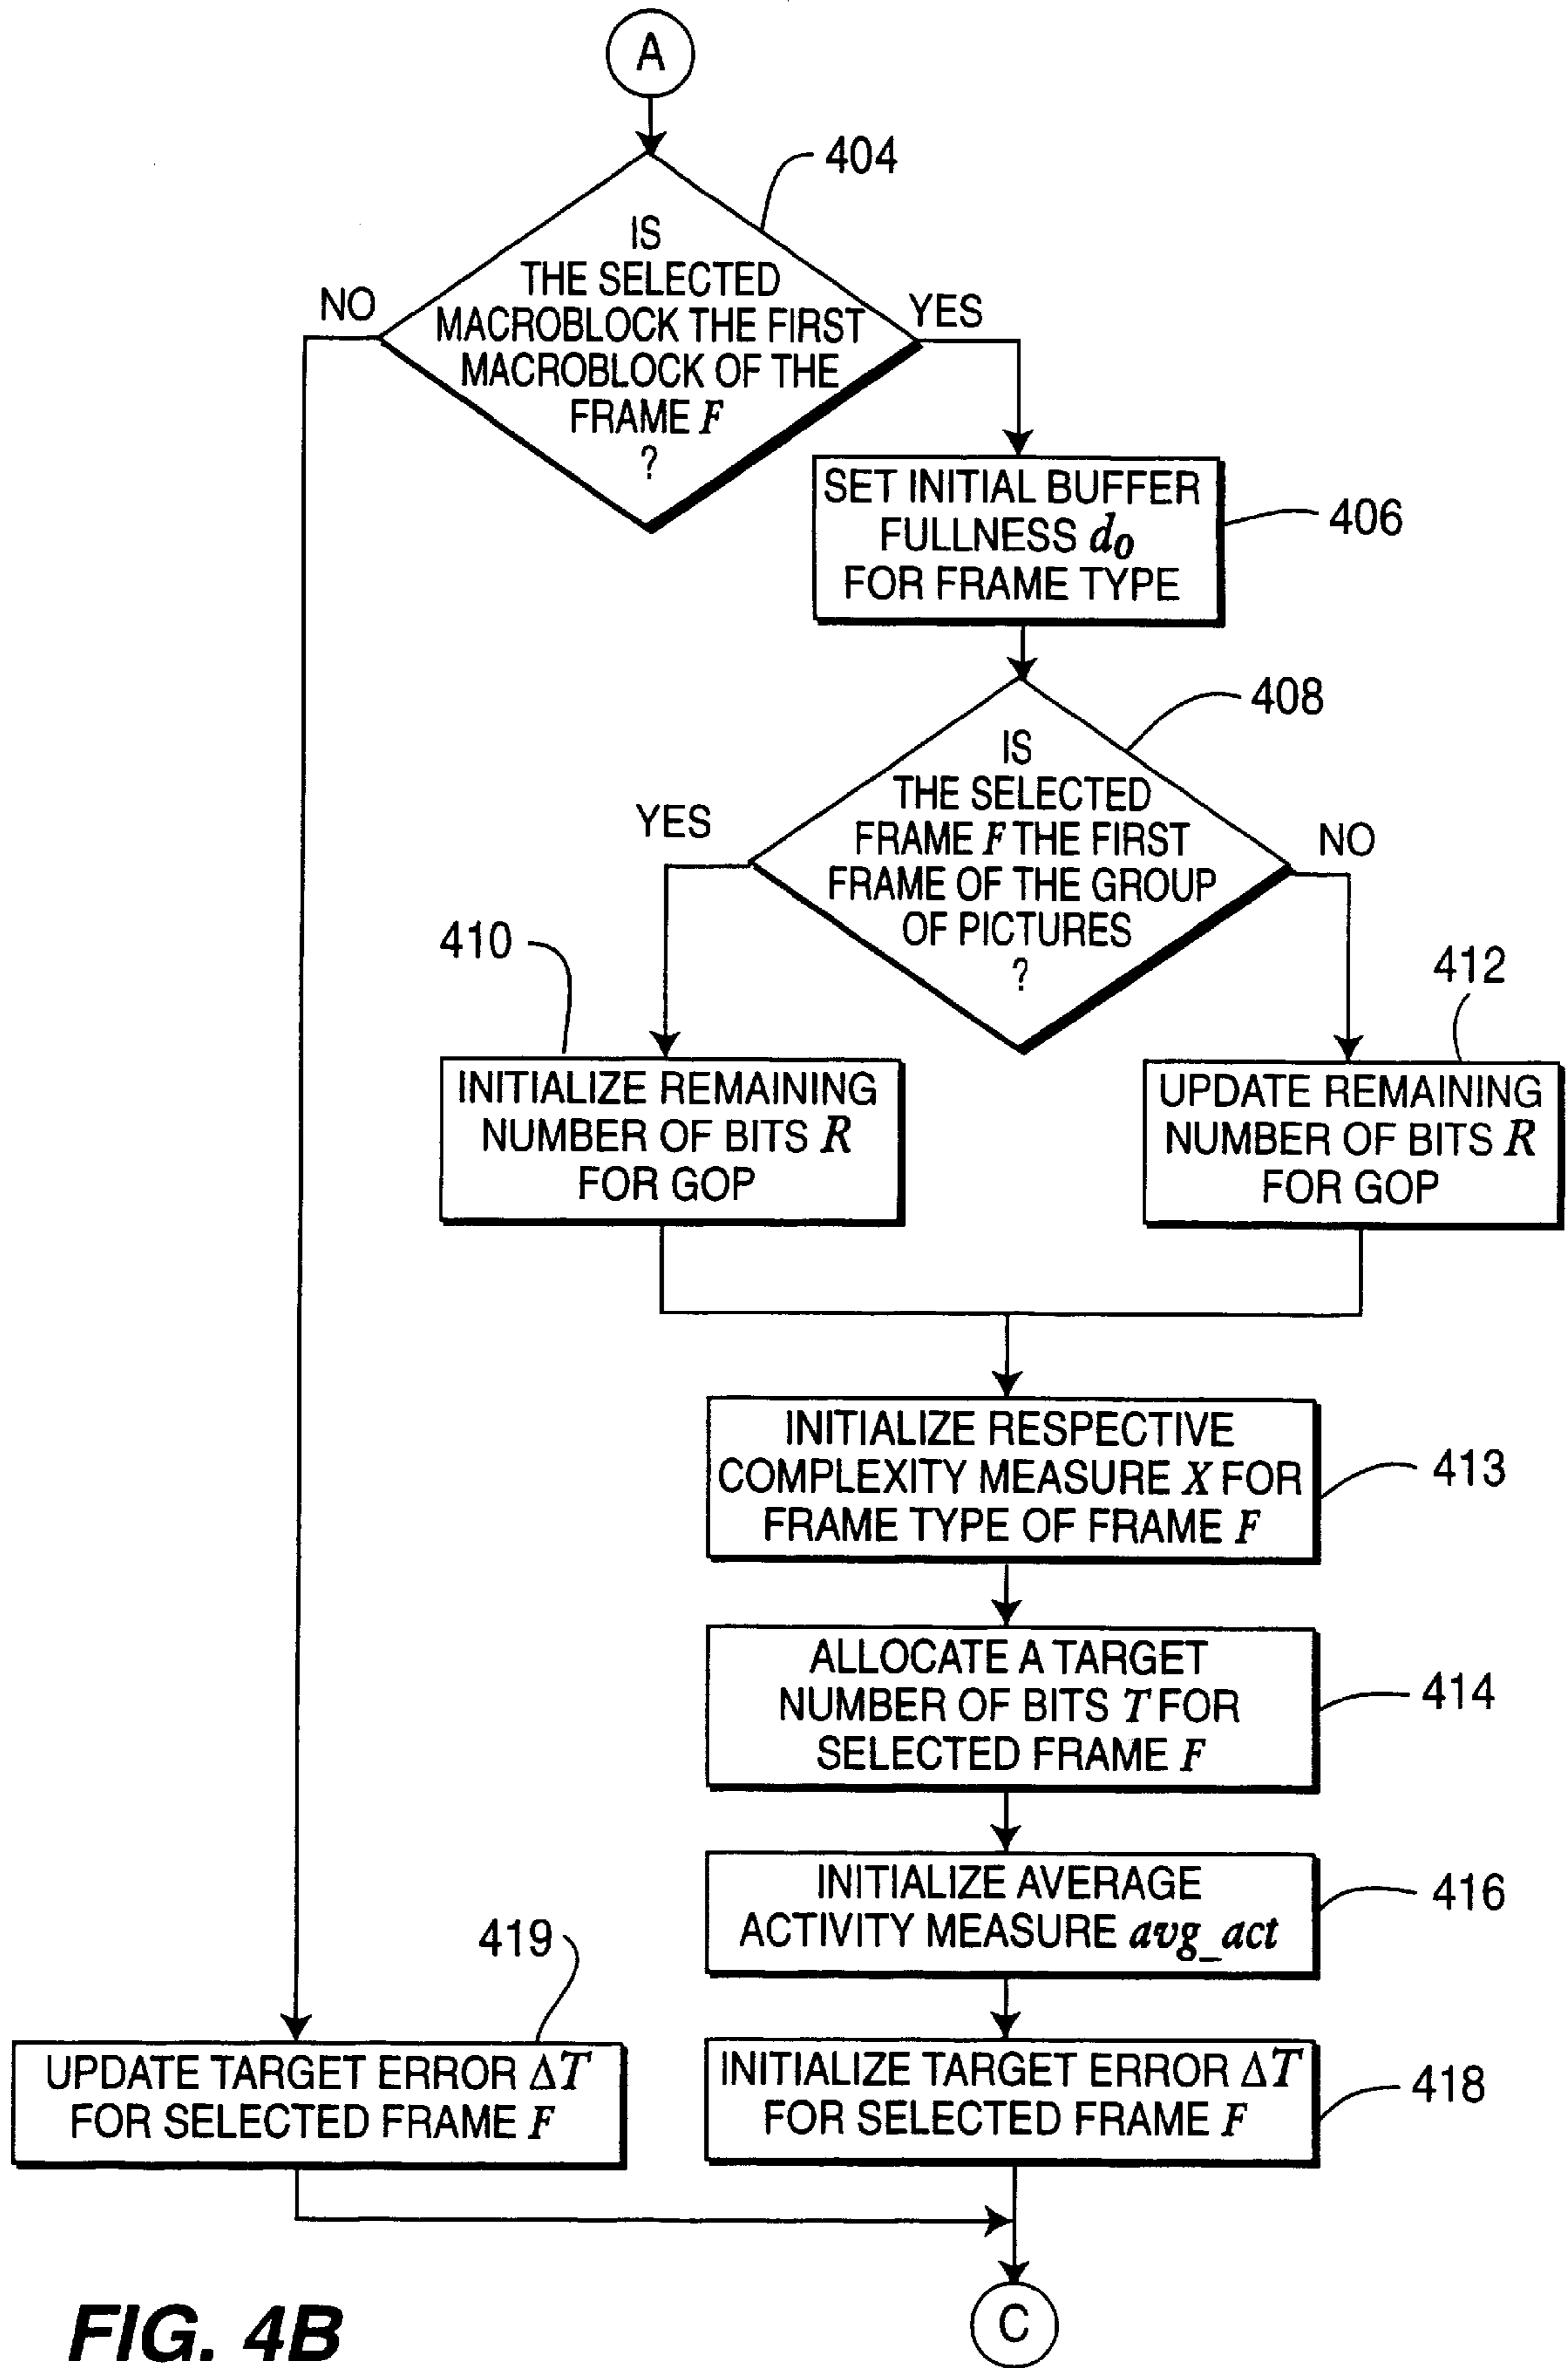 A
404
IS
THE SELECTED
MACROBLOCK THE FIRST
MACROBLOCK OF THE
FRAME F
?
NO
YES
SET INITIAL BUFFER
FULLNESS d0
FOR FRAME TYPE
406
408
IS
THE SELECTED
FRAME F THE FIRST
FRAME OF THE GROUP
OF PICTURES
?
YES
NO
410
412
INITIALIZE REMAINING
NUMBER OF BITS R
FOR GOP
UPDATE REMAINING
NUMBER OF BITS R
FOR GOP
INITIALIZE RESPECTIVE
COMPLEXITY MEASURE X FOR
FRAME TYPE OF FRAME F
413
ALLOCATE A TARGET
NUMBER OF BITS T FOR
SELECTED FRAME F
414
INITIALIZE AVERAGE
ACTIVITY MEASURE avg_act
416
419
UPDATE TARGET ERROR ΔT
FOR SELECTED FRAME F
INITIALIZE TARGET ERROR ΔT
FOR SELECTED FRAME F
418
C
FIG. 4B